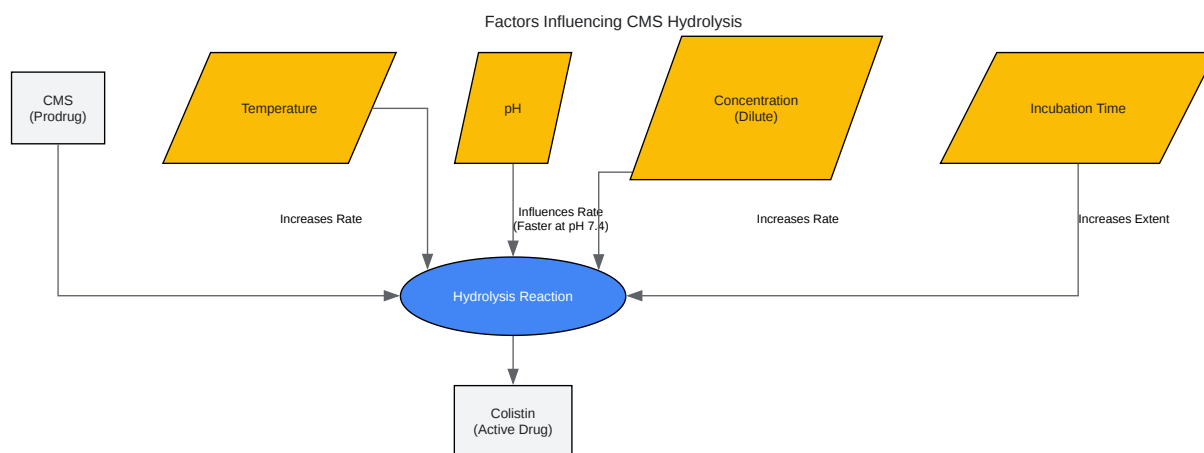 Factors Influencing CMS Hydrolysis
CMS
(Prodrug)
Temperature
pH
Concentration
(Dilute)
Incubation Time
Increases Rate
Influences Rate
(Faster at pH 7.4)
Increases Rate
Increases Extent
Hydrolysis Reaction
Colistin
(Active Drug)